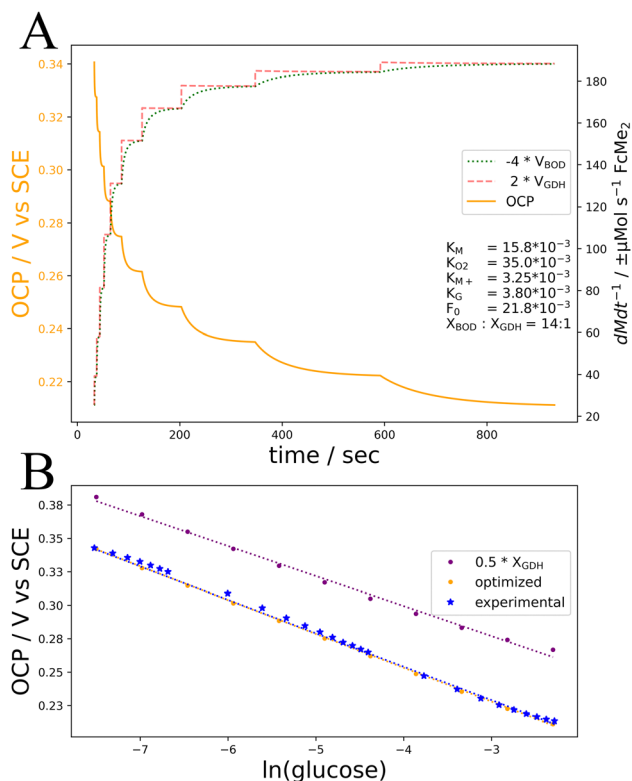 A
OCP / V vs SCE
0.34
0.32
0.30
0.28
0.26
0.24
0.22
180
160
140
120
100
80
60
40
20
dMdt⁻¹ / ±μMol s⁻¹ FcMe₂
-4 * V_BOD
2 * V_GDH
OCP
K_M = 15.8*10⁻³
K_O2 = 35.0*10⁻³
K_M+ = 3.25*10⁻³
K_G = 3.80*10⁻³
F₀ = 21.8*10⁻³
X_BOD : X_GDH = 14:1
0 200 400 600 800
time / sec
B
OCP / V vs SCE
0.38
0.35
0.33
0.30
0.28
0.25
0.23
0.5 * X_GDH
optimized
experimental
-7 -6 -5 -4 -3
ln(glucose)